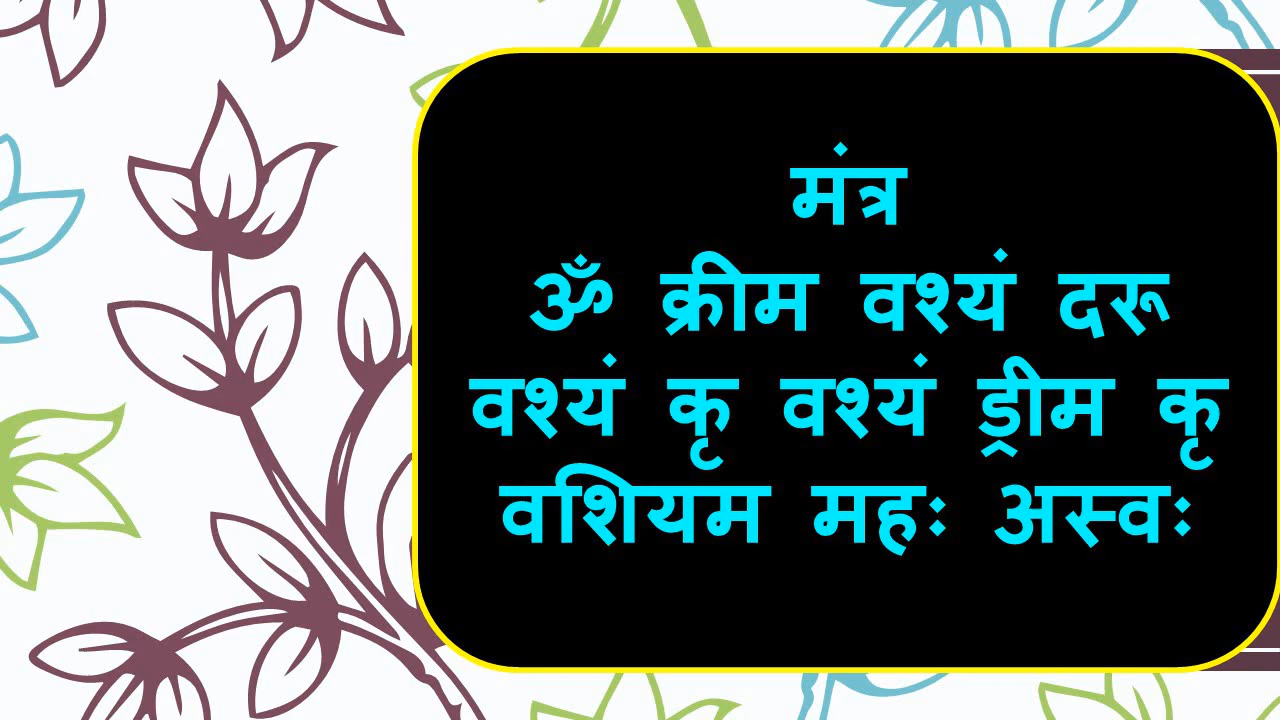 मंत्र
ॐ क्रीम वश्यं दरू
वश्यं कृ वश्यं ड्रीम कृ
वशियम महः अस्वः